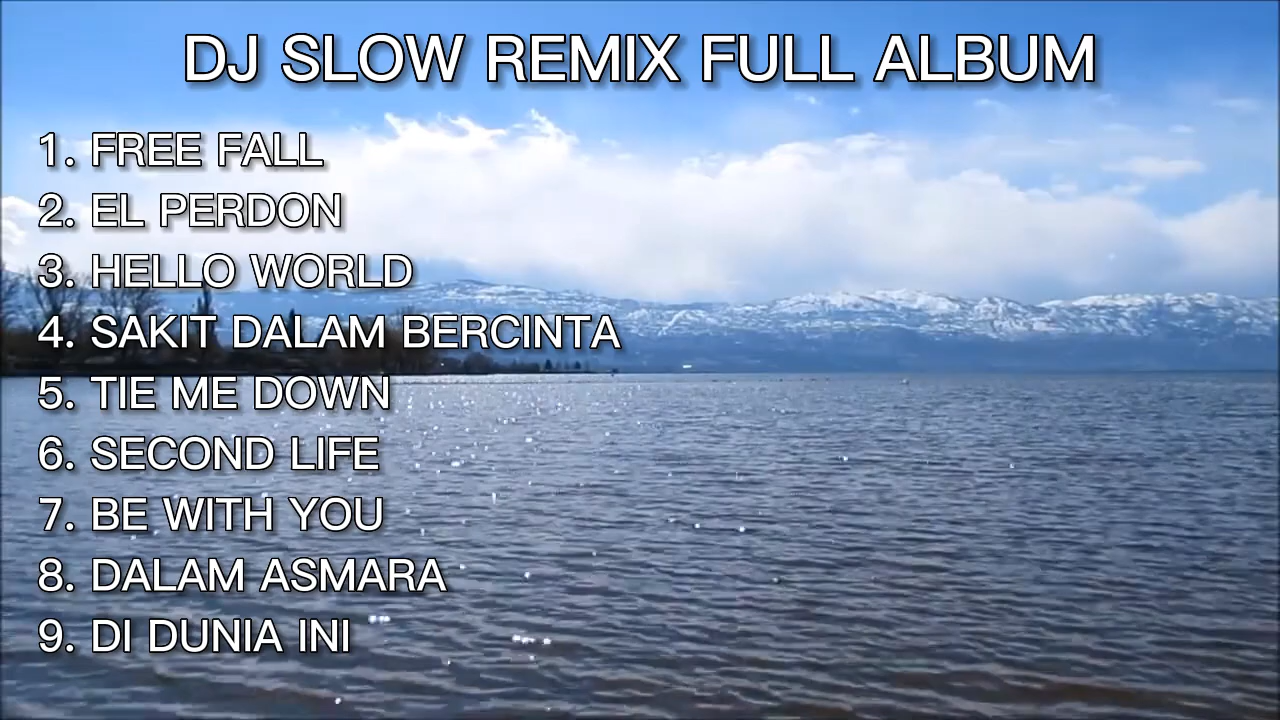 DJ SLOW REMIX FULL ALBUM
1. FREE FALL
2. EL PERDON
3. HELLO WORLD
4. SAKIT DALAM BERCINTA
5. TIE ME DOWN
6. SECOND LIFE
7. BE WITH YOU
8. DALAM ASMARA
9. DI DUNIA INI